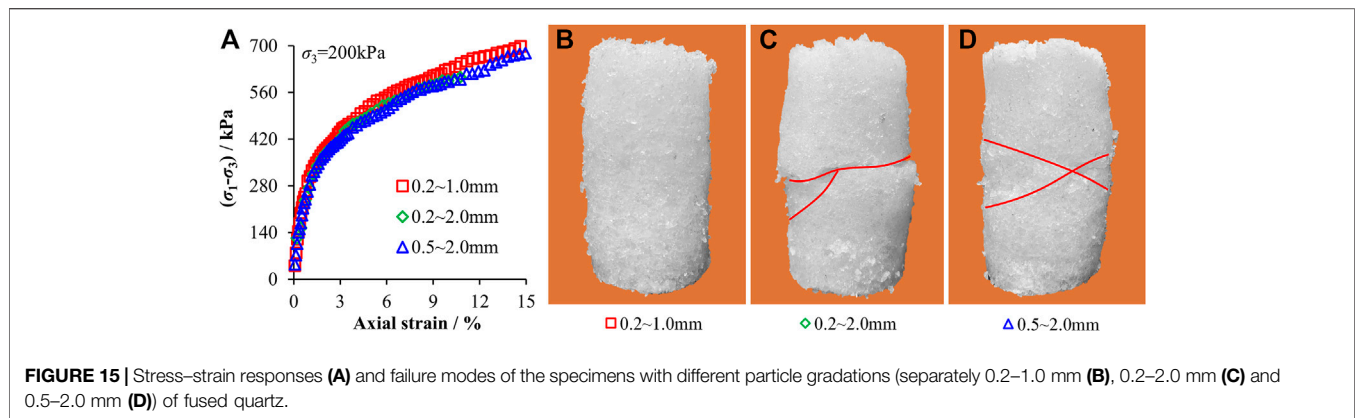 A
B
C
D
700
560
420
280
140
0
(σ1-σ3) / kPa
σ3=200kPa
0.2~1.0mm
0.2~2.0mm
0.5~2.0mm
0 3 6 9 12 15
Axial strain / %
0.2~1.0mm
0.2~2.0mm
0.5~2.0mm
FIGURE 15 | Stress–strain responses (A) and failure modes of the specimens with different particle gradations (separately 0.2–1.0 mm (B), 0.2–2.0 mm (C) and
0.5–2.0 mm (D)) of fused quartz.